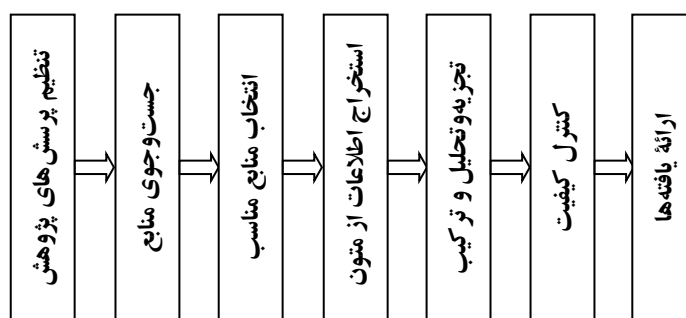 تنظیم پرسش‌های پژوهش
جست‌وجوی منابع
انتخاب منابع مناسب
استخراج اطلاعات از متون
تجزیه‌وتحلیل و ترکیب
کنترل کیفیت
ارائۀ یافته‌ها